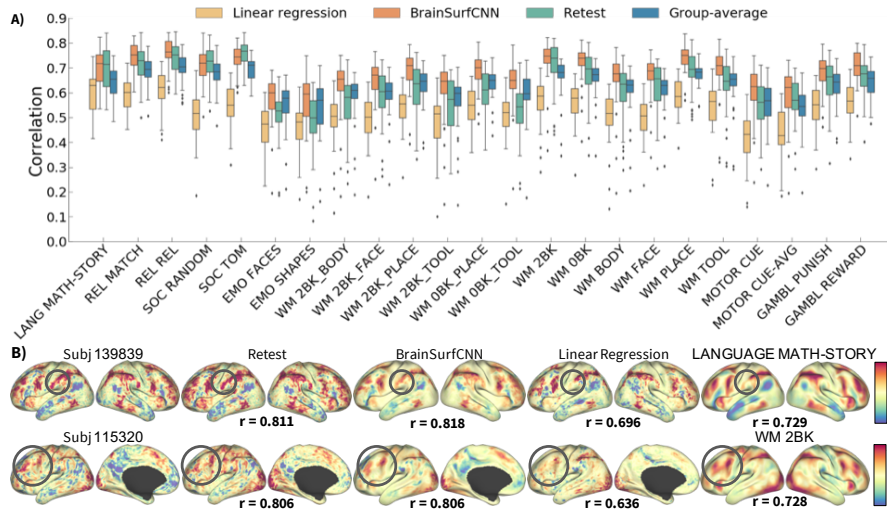 A)
Linear regression BrainSurfCNN Retest Group-average
Correlation
0.9
0.8
0.7
0.6
0.5
0.4
0.3
0.2
0.1
0.0
LANG MATH-STORY
REL MATCH
REL REL
SOC RANDOM
SOC TOM
EMO FACES
EMO SHAPES
WM 2BK_BODY
WM 2BK_FACE
WM 2BK_PLACE
WM 2BK_TOOL
WM 0BK_PLACE
WM 0BK_TOOL
WM 2BK
WM 0BK
WM BODY
WM FACE
WM PLACE
WM TOOL
MOTOR CUE
MOTOR CUE-AVG
GAMBL PUNISH
GAMBL REWARD
B)
Subj 139839 Retest BrainSurfCNN Linear Regression LANGUAGE MATH-STORY
r = 0.811 r = 0.818 r = 0.696 r = 0.729
Subj 115320 WM 2BK
r = 0.806 r = 0.806 r = 0.636 r = 0.728